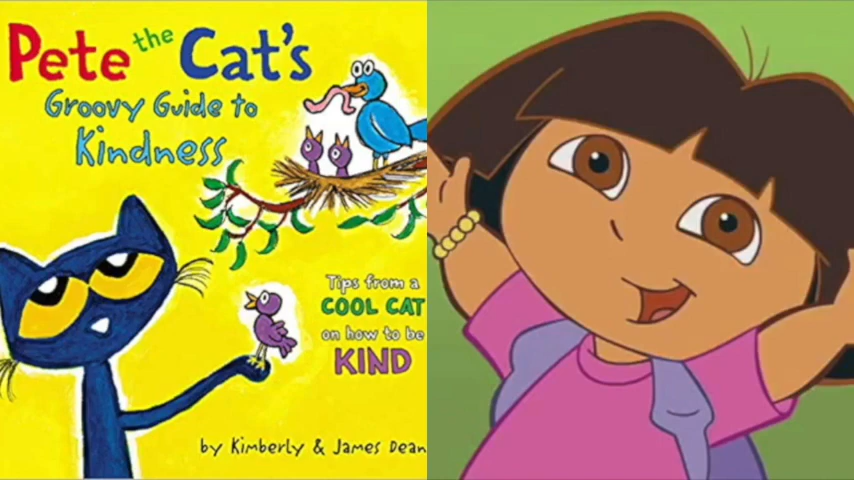 Pete the Cat's
Groovy Guide to
Kindness
Tips from a
COOL CAT
on how to be
KIND
by Kimberly & James Dean